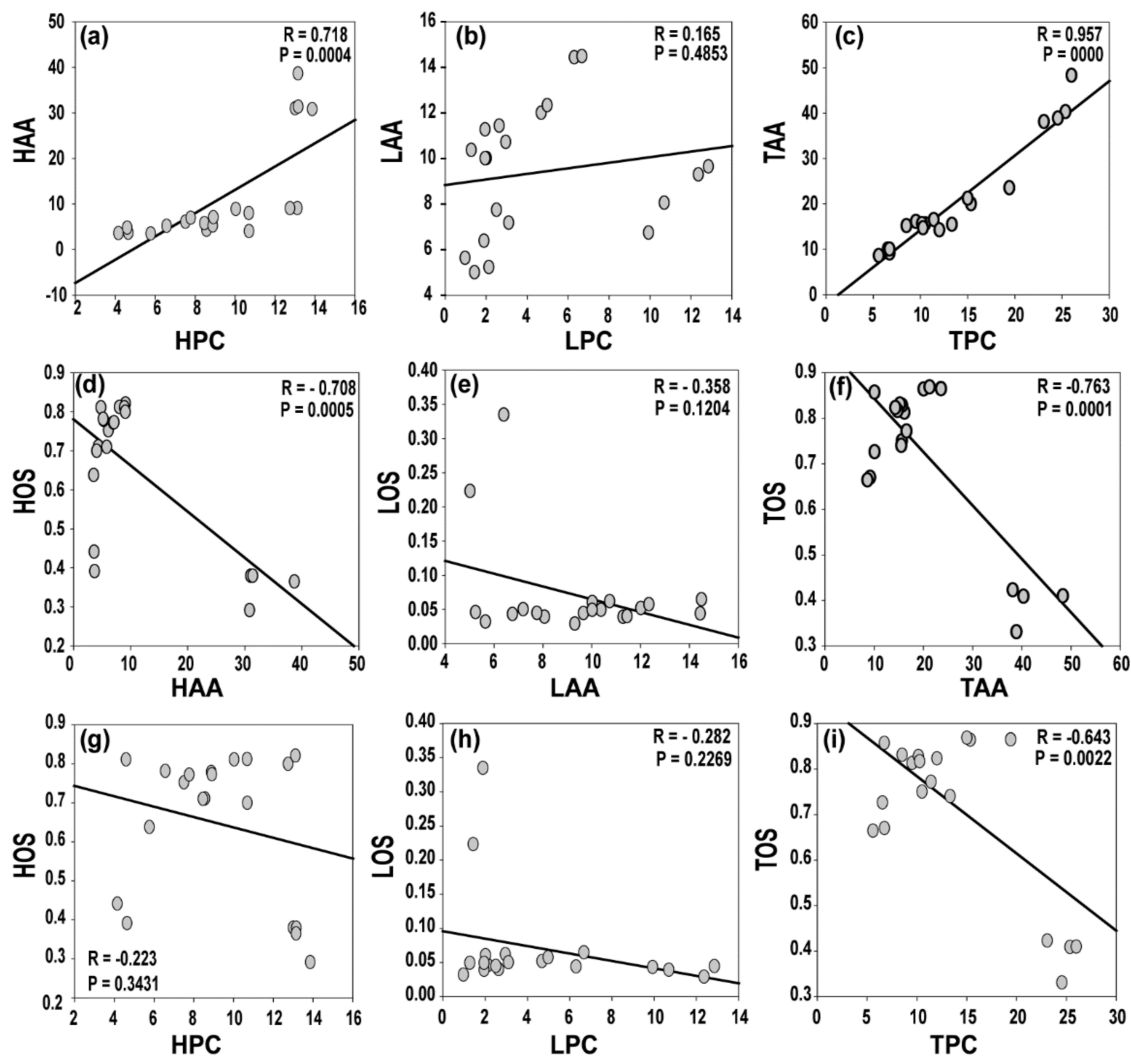 (a)
R = 0.718
P = 0.0004
50
40
30
20
10
0
-10
HAA
2 4 6 8 10 12 14 16
HPC
(b)
R = 0.165
P = 0.4853
16
14
12
10
8
6
4
LAA
0 2 4 6 8 10 12 14
LPC
(c)
R = 0.957
P = 0000
60
50
40
30
20
10
0
TAA
0 5 10 15 20 25 30
TPC
(d)
R = - 0.708
P = 0.0005
0.9
0.8
0.7
0.6
0.5
0.4
0.3
0.2
HOS
0 10 20 30 40 50
HAA
(e)
R = - 0.358
P = 0.1204
0.40
0.35
0.30
0.25
0.20
0.15
0.10
0.05
0.00
LOS
4 6 8 10 12 14 16
LAA
(f)
R = -0.763
P = 0.0001
0.9
0.8
0.7
0.6
0.5
0.4
0.3
TOS
0 10 20 30 40 50 60
TAA
(g)
0.9
0.8
0.7
0.6
0.5
0.4
0.3
0.2
HOS
R = -0.223
P = 0.3431
2 4 6 8 10 12 14 16
HPC
(h)
R = - 0.282
P = 0.2269
0.40
0.35
0.30
0.25
0.20
0.15
0.10
0.05
0.00
LOS
0 2 4 6 8 10 12 14
LPC
(i)
R = -0.643
P = 0.0022
0.9
0.8
0.7
0.6
0.5
0.4
0.3
TOS
0 5 10 15 20 25 30
TPC